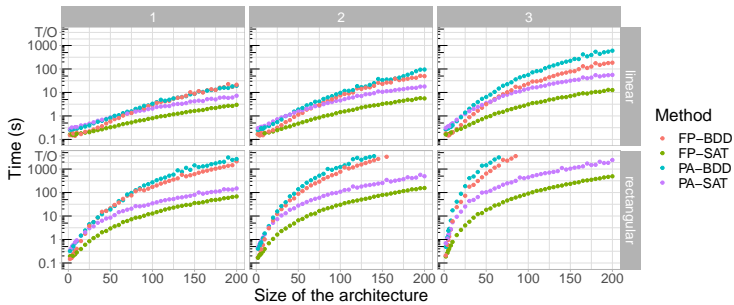 1 2 3
T/O
1000
100
10
1
0.1
linear
T/O
1000
100
10
1
0.1
rectangular
0 50 100 150 200 0 50 100 150 200 0 50 100 150 200
Time (s)
Size of the architecture
Method
FP−BDD
FP−SAT
PA−BDD
PA−SAT